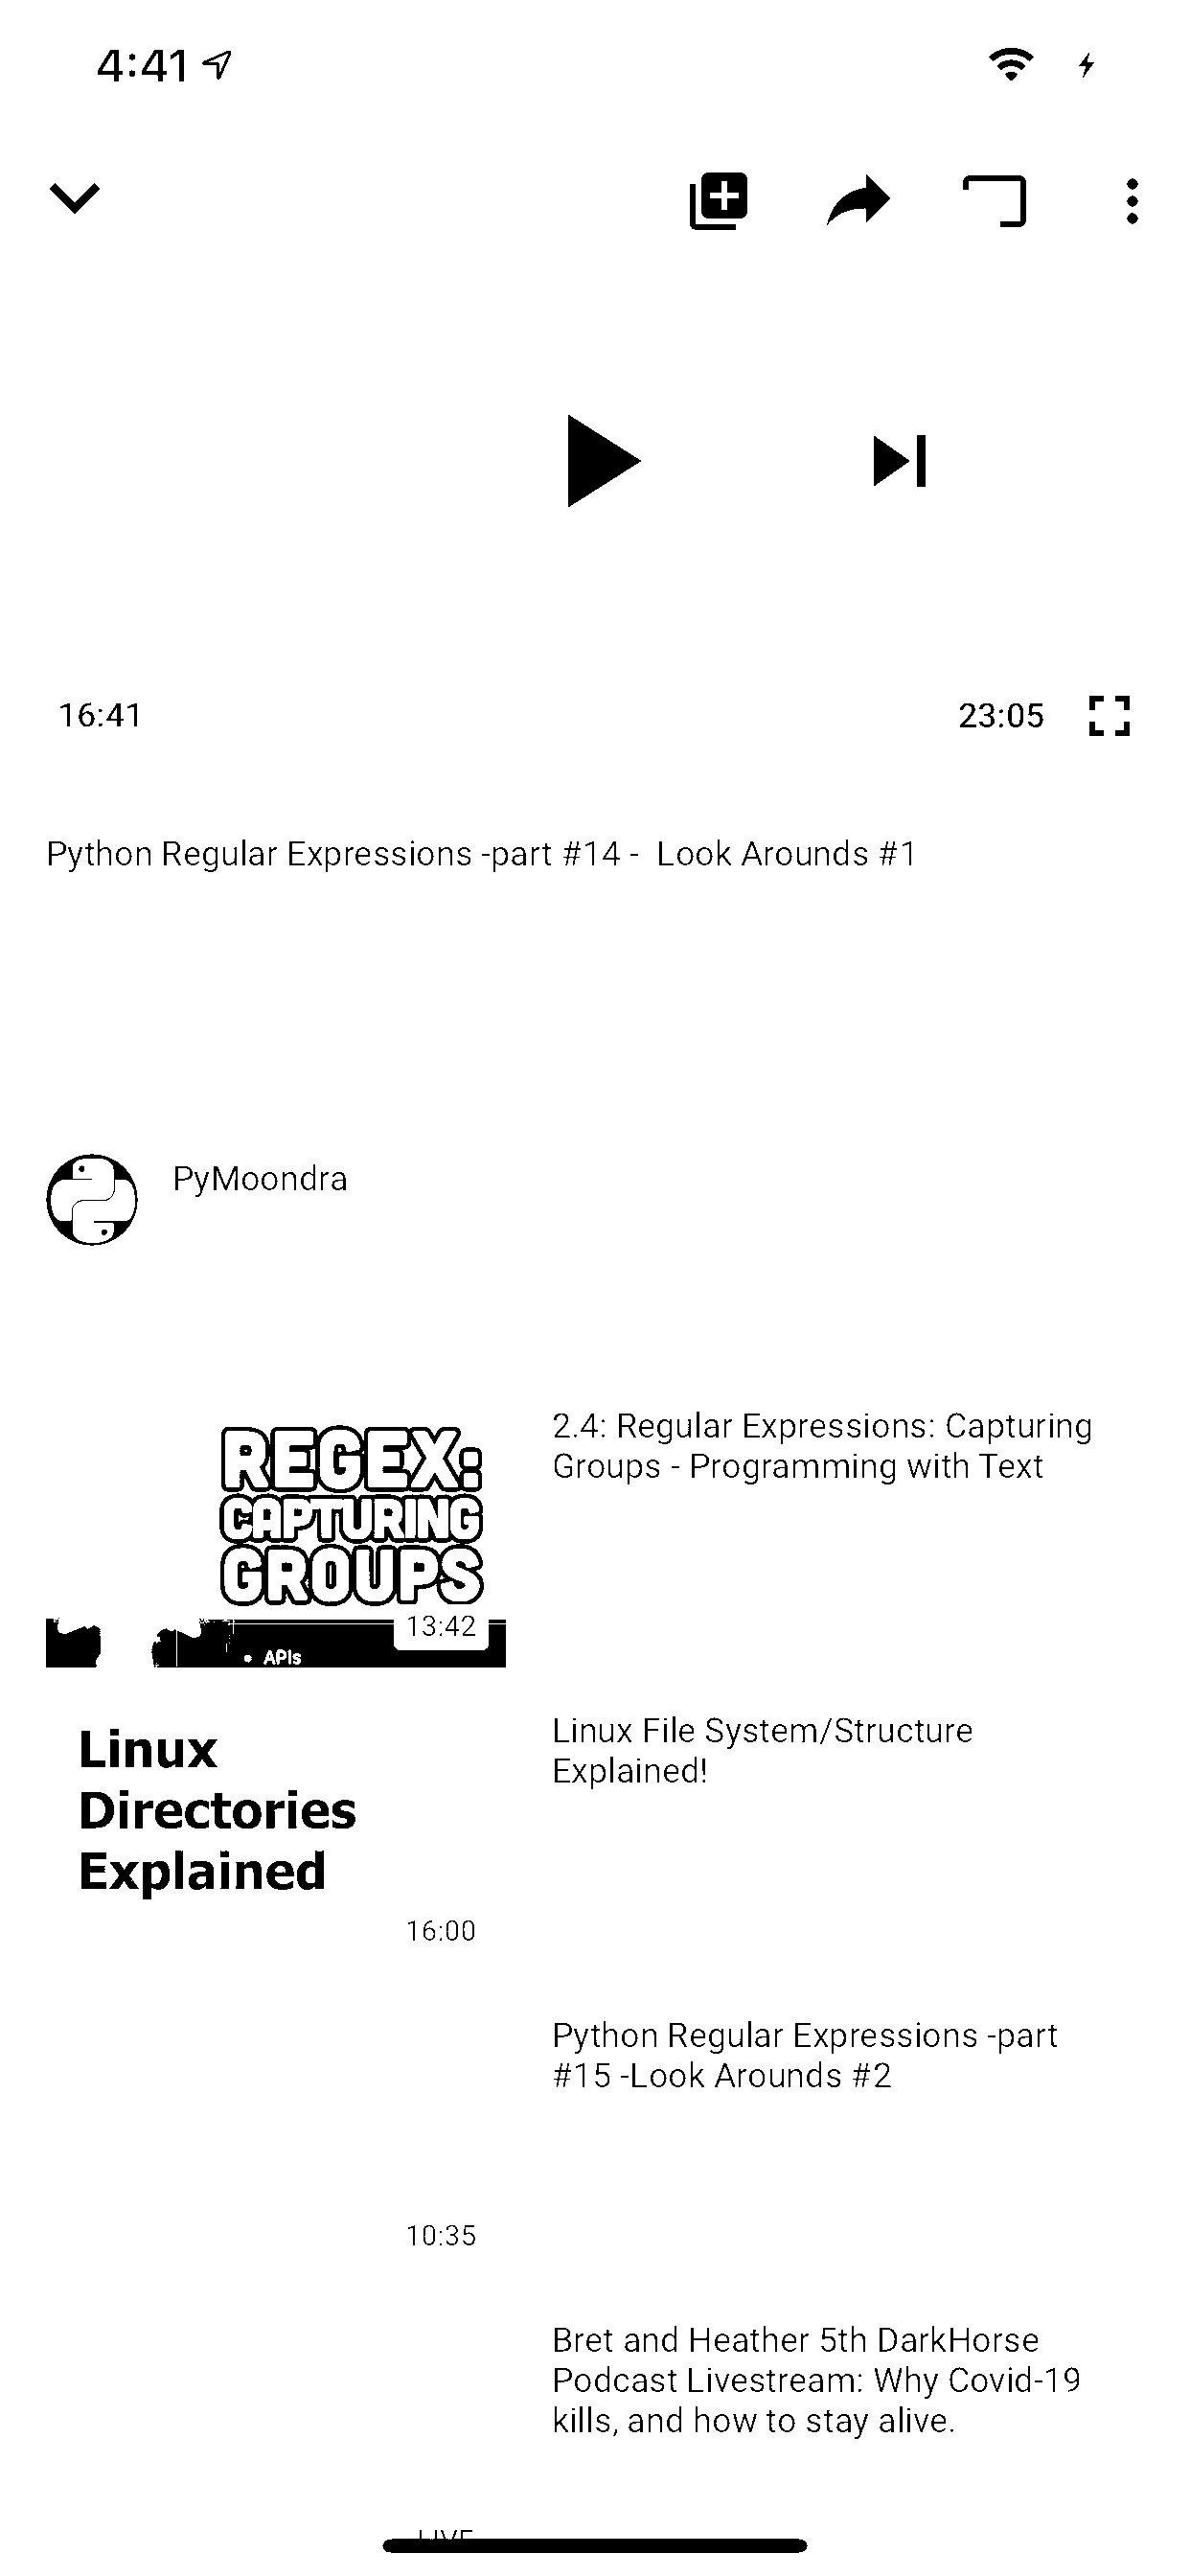 4:41
16:41
23:05
Python Regular Expressions -part #14 -  Look Arounds #1
PyMoondra
REGEX:
CAPTURING
GROUPS
13:42
• APIs
2.4: Regular Expressions: Capturing
Groups - Programming with Text
Linux
Directories
Explained
16:00
Linux File System/Structure
Explained!
Python Regular Expressions -part
#15 -Look Arounds #2
10:35
Bret and Heather 5th DarkHorse
Podcast Livestream: Why Covid-19
kills, and how to stay alive.
LIVE